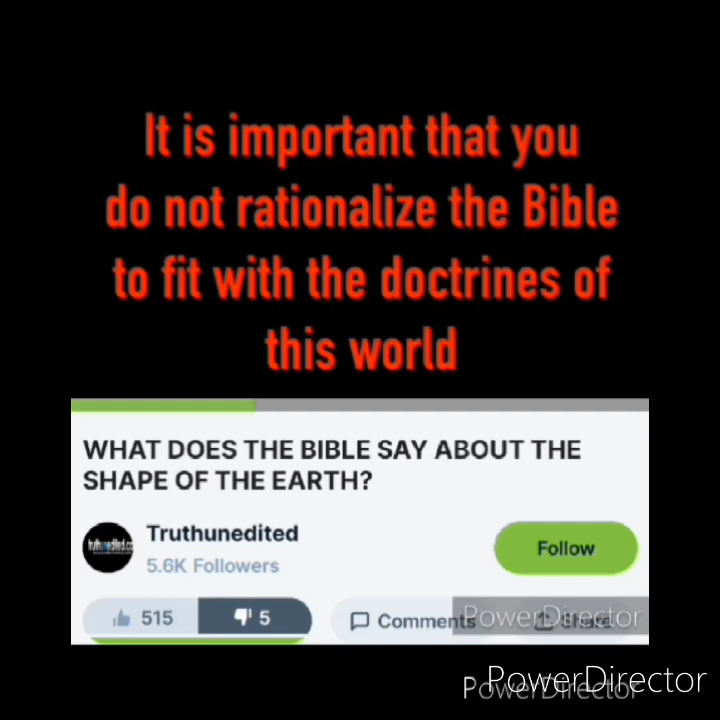 It is important that you
do not rationalize the Bible
to fit with the doctrines of
this world
WHAT DOES THE BIBLE SAY ABOUT THE
SHAPE OF THE EARTH?
Truthunedited
5.6K Followers
Follow
515
5
Comments
Share
PowerDirector
PowerDirector
PowerDirector